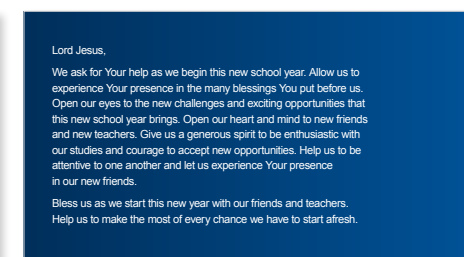 Lord Jesus,
We ask for Your help as we begin this new school year. Allow us to
experience Your presence in the many blessings You put before us.
Open our eyes to the new challenges and exciting opportunities that
this new school year brings. Open our heart and mind to new friends
and new teachers. Give us a generous spirit to be enthusiastic with
our studies and courage to accept new opportunities. Help us to be
attentive to one another and let us experience Your presence
in our new friends.
Bless us as we start this new year with our friends and teachers.
Help us to make the most of every chance we have to start afresh.